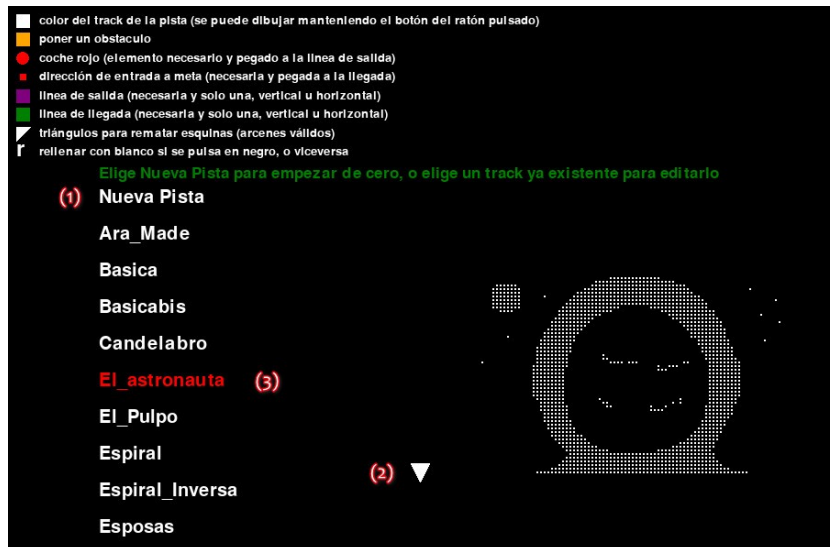 color del track de la pista (se puede dibujar manteniendo el botón del ratón pulsado)
poner un obstaculo
coche rojo (elemento necesario y pegado a la linea de salida)
dirección de entrada a meta (necesaria y pegada a la llegada)
linea de salida (necesaria y solo una, vertical u horizontal)
linea de llegada (necesaria y solo una, vertical u horizontal)
triángulos para rematar esquinas (arcenes válidos)
r rellenar con blanco si se pulsa en negro, o viceversa
Elige Nueva Pista para empezar de cero, o elige un track ya existente para editarlo
(1) Nueva Pista
Ara_Made
Basica
Basicabis
Candelabro
El_astronauta (3)
El_Pulpo
Espiral
(2)
Espiral_Inversa
Esposas